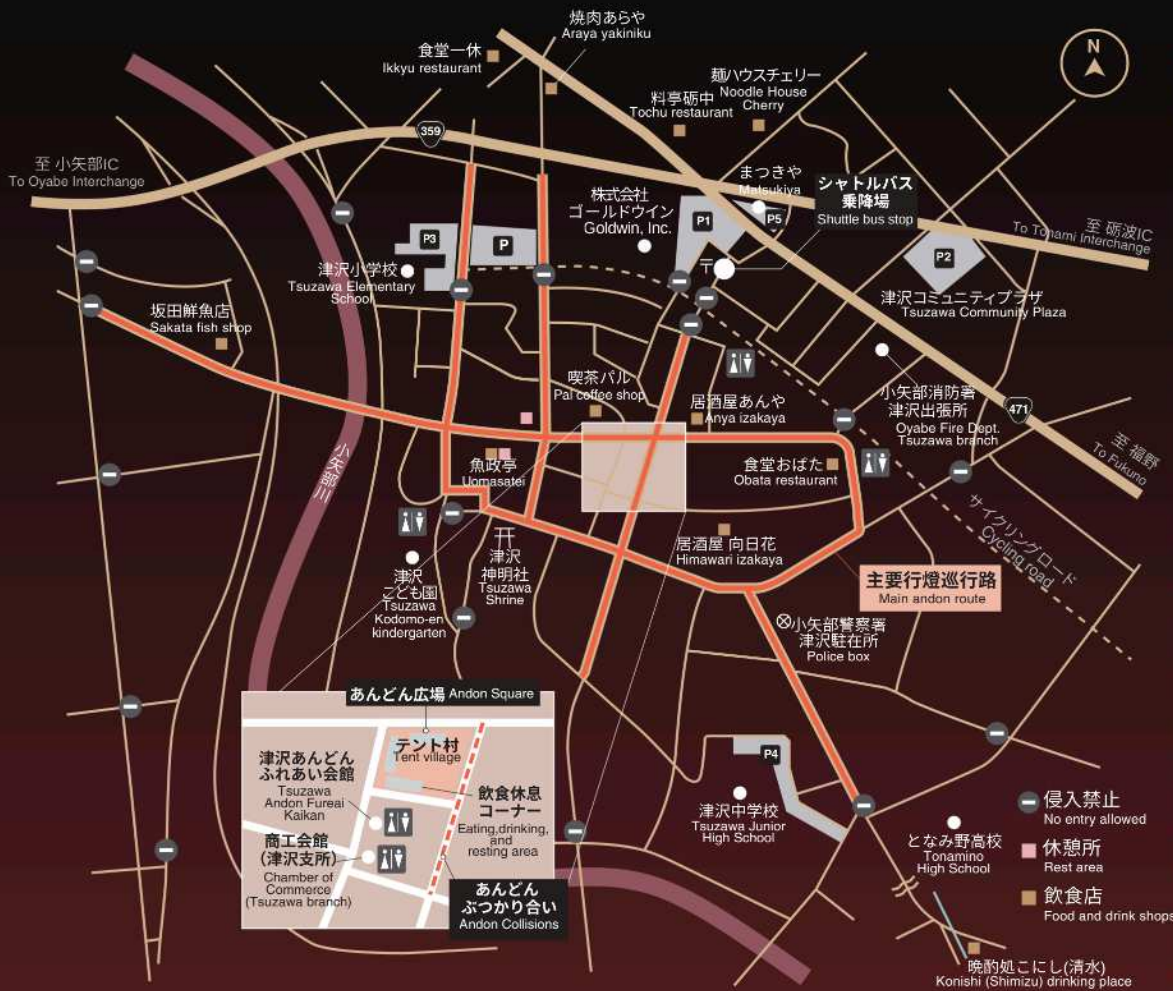 焼肉あらや
Araya yakiniku
食堂一休
Ikkyu restaurant
麺ハウスチェリー
Noodle House
Cherry
料亭砺中
Tochu restaurant
N
359
至 小矢部IC
To Oyabe Interchange
まつきや
Matsukiya
シャトルバス
乗降場
Shuttle bus stop
株式会社
ゴールドウイン
Goldwin, Inc.
P1
P5
P3
P
P2
〒
至 砺波IC
To Tonami Interchange
津沢小学校
Tsuzawa Elementary
School
津沢コミュニティプラザ
Tsuzawa Community Plaza
坂田鮮魚店
Sakata fish shop
喫茶パル
Pal coffee shop
居酒屋あんや
Anya izakaya
小矢部消防署
津沢出張所
Oyabe Fire Dept.
Tsuzawa branch
471
至 福野
To Fukuno
小矢部川
魚政亭
Uomasatei
食堂おばた
Obata restaurant
サイクリングロード
Cycling road
津沢
神明社
Tsuzawa
Shrine
居酒屋 向日花
Himawari izakaya
津沢
こども園
Tsuzawa
Kodomo-en
kindergarten
主要行燈巡行路
Main andon route
小矢部警察署
津沢駐在所
Police box
あんどん広場 Andon Square
テント村
Tent village
津沢あんどん
ふれあい会館
Tsuzawa
Andon Fureai
Kaikan
飲食休息
コーナー
Eating,drinking,
and
resting area
商工会館
(津沢支所)
Chamber of
Commerce
(Tsuzawa branch)
あんどん
ぶつかり合い
Andon Collisions
P4
津沢中学校
Tsuzawa Junior
High School
となみ野高校
Tonamino
High School
侵入禁止
No entry allowed
休憩所
Rest area
飲食店
Food and drink shops
晩酌処こにし(清水)
Konishi (Shimizu) drinking place